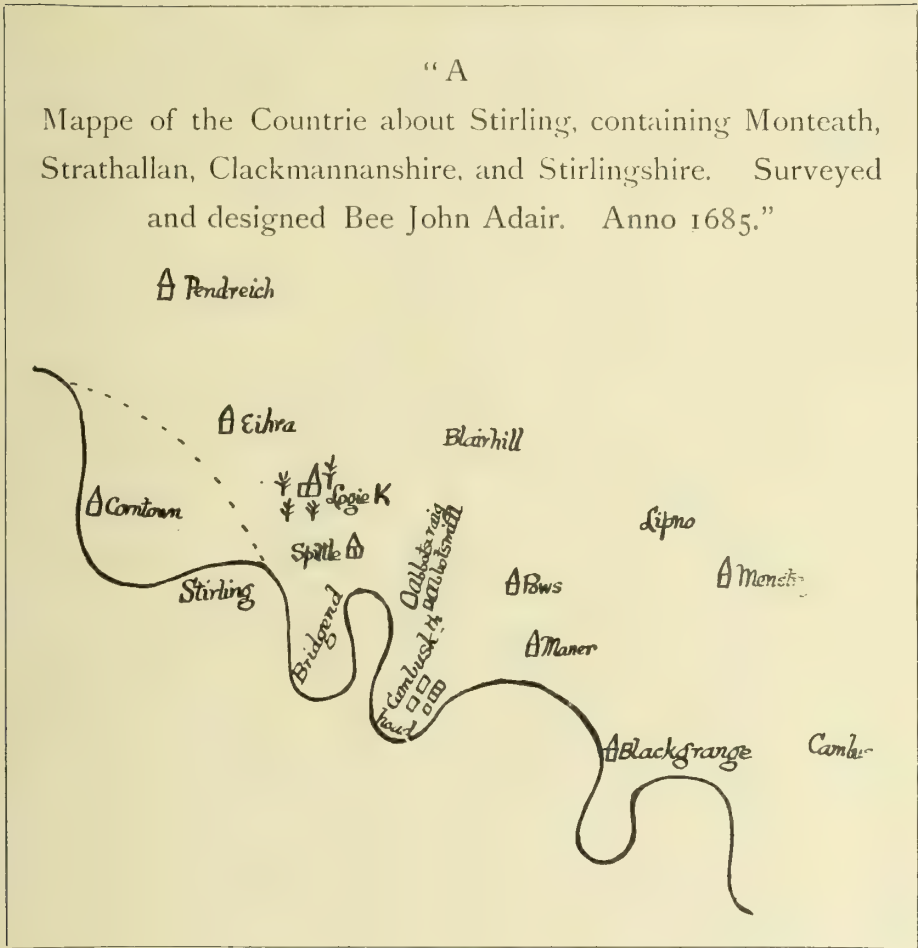 “ A
Mappe of the Countrie about Stirling, containing Monteath,
Strathallan, Clackmannanshire, and Stirlingshire. Surveyed
and designed Bee John Adair. Anno 1685.”
Pendreich
Eihra
Blairhill
Logie K
Corntown
Abbotscraig
Abbotsmill
Lipno
Spittle
Pows
Stirling
Bridgend
Cambusk
head
Maner
Blackgrange